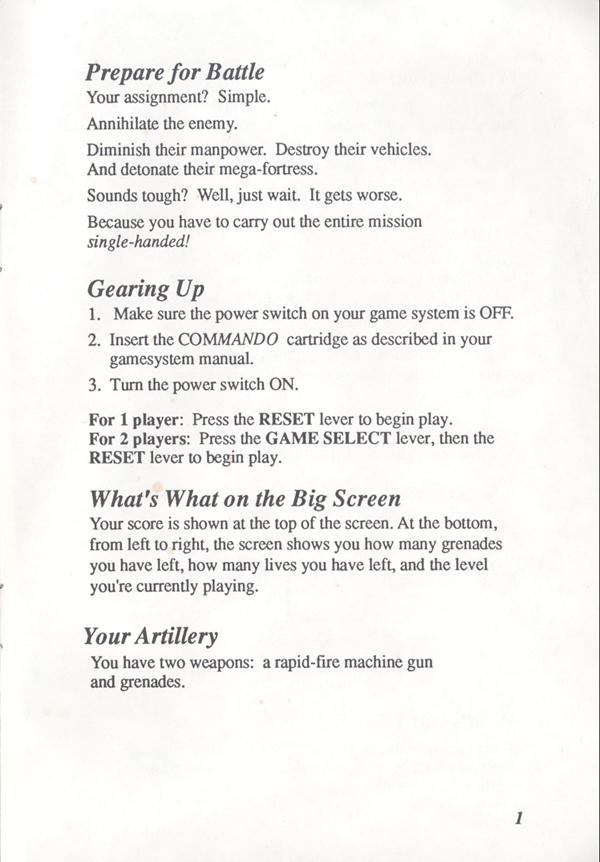 Prepare for Battle
Your assignment? Simple.
Annihilate the enemy.
Diminish their manpower. Destroy their vehicles.
And detonate their mega-fortress.
Sounds tough? Well, just wait. It gets worse.
Because you have to carry out the entire mission
single-handed!
Gearing Up
1. Make sure the power switch on your game system is OFF.
2. Insert the COMMANDO cartridge as described in your
gamesystem manual.
3. Turn the power switch ON.
For 1 player: Press the RESET lever to begin play.
For 2 players: Press the GAME SELECT lever, then the
RESET lever to begin play.
What's What on the Big Screen
Your score is shown at the top of the screen. At the bottom,
from left to right, the screen shows you how many grenades
you have left, how many lives you have left, and the level
you're currently playing.
Your Artillery
You have two weapons: a rapid-fire machine gun
and grenades.
1